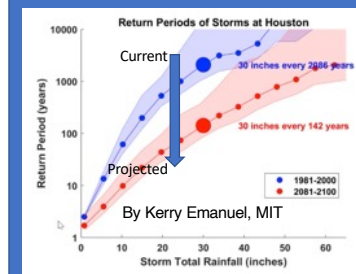 Return Periods of Storms at Houston
Return Period (years)
10000
1000
100
10
1
Current
30 inches every 2086 years
30 inches every 142 years
Projected
1981-2000
2081-2100
By Kerry Emanuel, MIT
0
10
20
30
40
50
60
Storm Total Rainfall (inches)